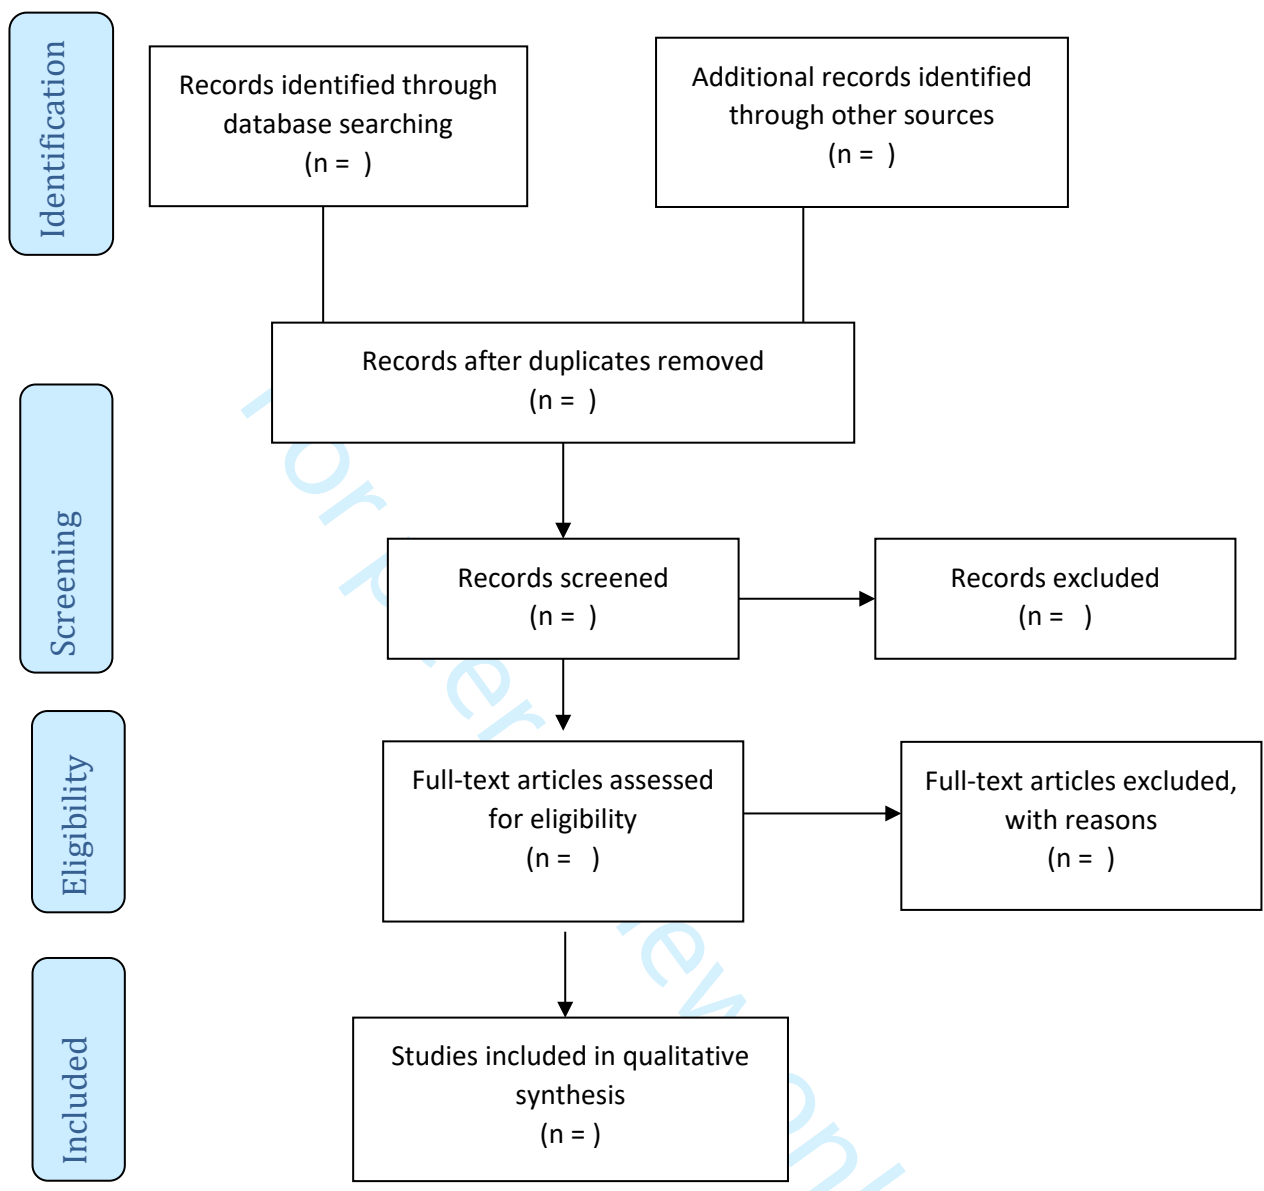 Identification
Records identified through
database searching
(n =  )
Additional records identified
through other sources
(n =  )
Records after duplicates removed
(n =  )
Screening
Records screened
(n =  )
Records excluded
(n =   )
Eligibility
Full-text articles assessed
for eligibility
(n =   )
Full-text articles excluded,
with reasons
(n =  )
Included
Studies included in qualitative
synthesis
(n = )